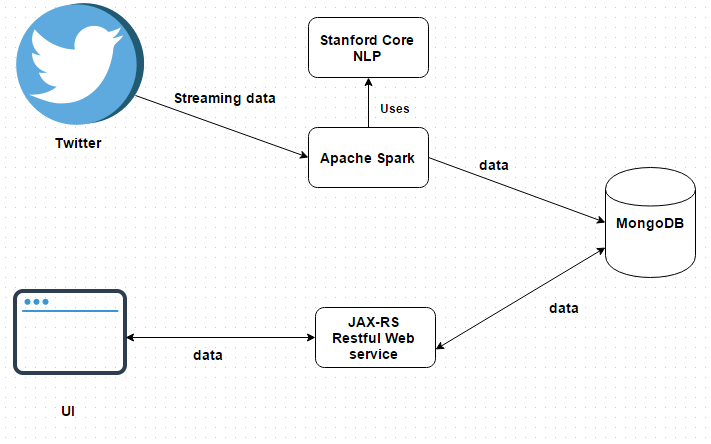 Stanford Core
NLP
Streaming data
Uses
Twitter
Apache Spark
data
MongoDB
JAX-RS
Restful Web
service
data
data
UI